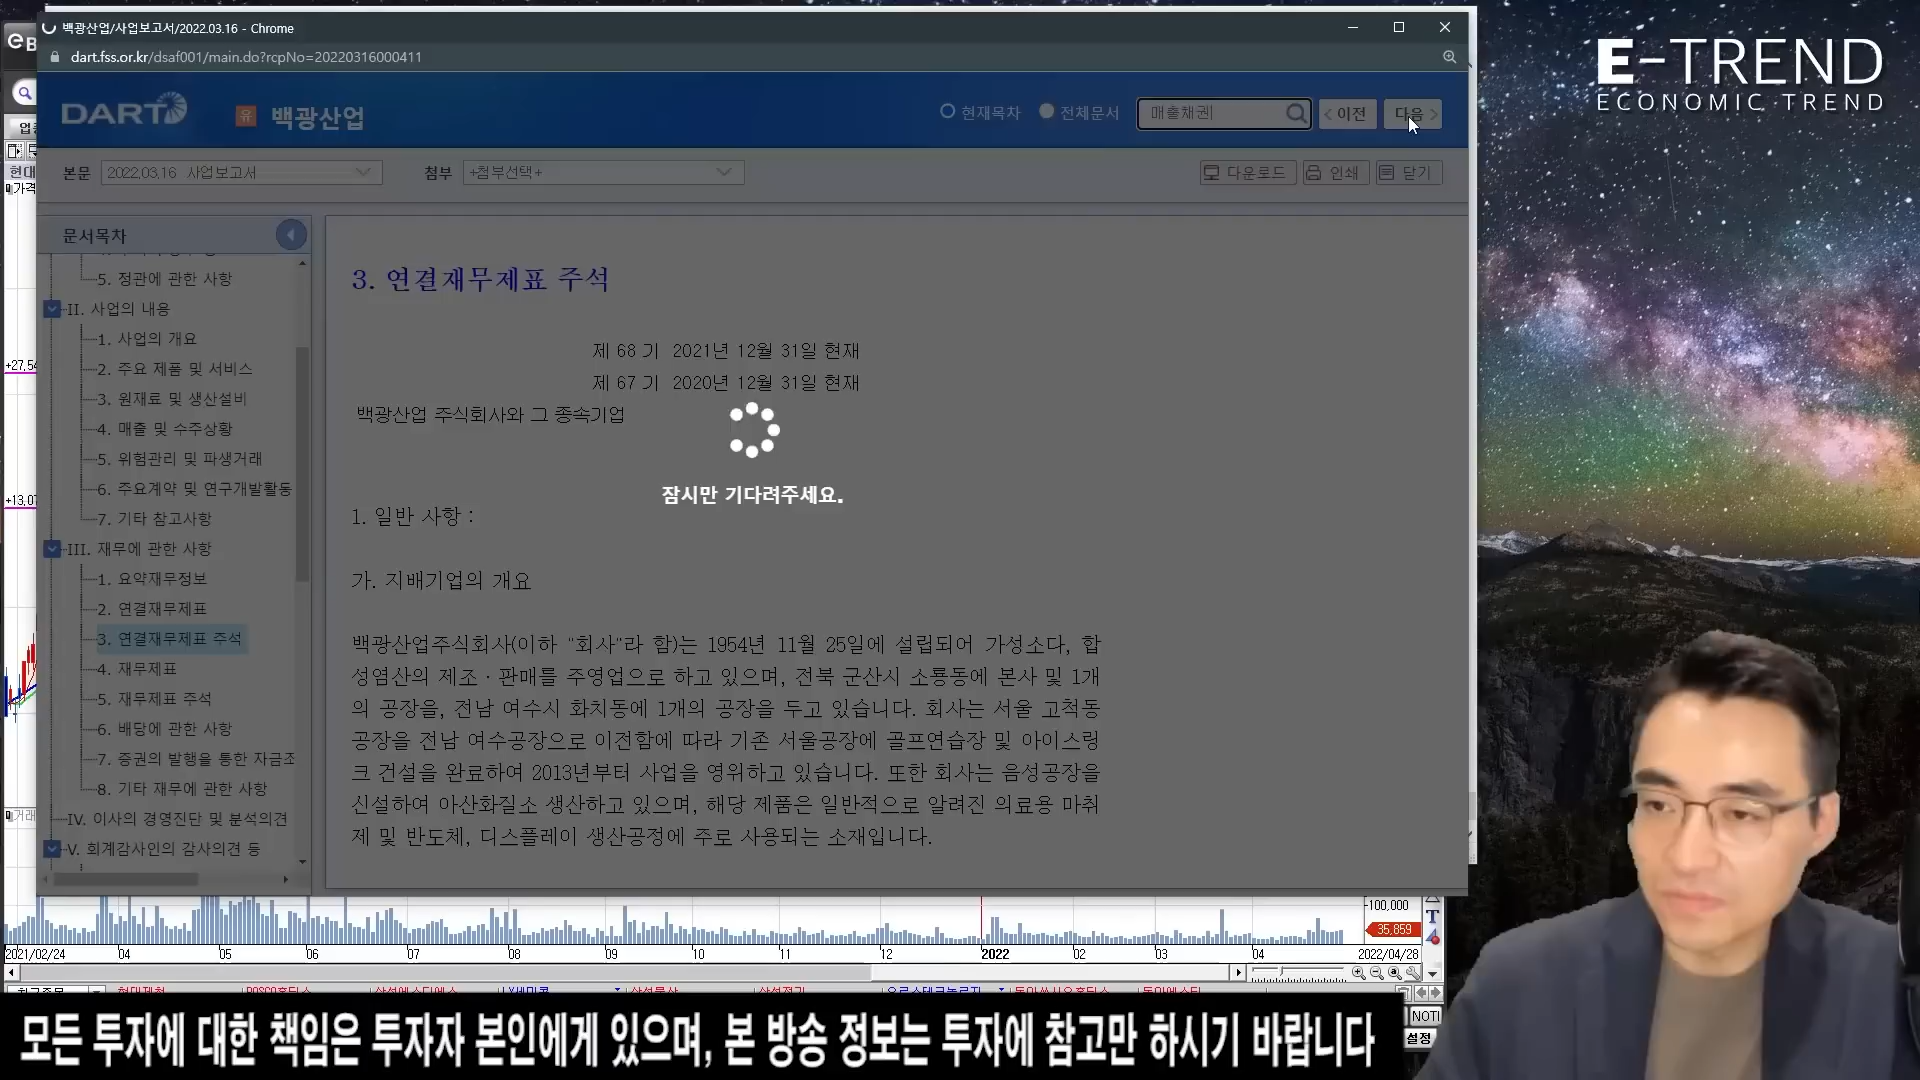 백광산업/사업보고서/2022.03.16 - Chrome
dart.fss.or.kr/dsaf001/main.do?rcpNo=20220316000411
E-TREND
ECONOMIC TREND
DART
유 백광산업
현재목차
전체문서
매출채권
이전
다음
본문
2022.03.16 사업보고서
첨부
+첨부선택+
다운로드
인쇄
닫기
현대
가격
+27,54
+13,07
거래
문서목차
5. 정관에 관한 사항
II. 사업의 내용
1. 사업의 개요
2. 주요 제품 및 서비스
3. 원재료 및 생산설비
4. 매출 및 수주상황
5. 위험관리 및 파생거래
6. 주요계약 및 연구개발활동
7. 기타 참고사항
III. 재무에 관한 사항
1. 요약재무정보
2. 연결재무제표
3. 연결재무제표 주석
4. 재무제표
5. 재무제표 주석
6. 배당에 관한 사항
7. 증권의 발행을 통한 자금조
8. 기타 재무에 관한 사항
IV. 이사의 경영진단 및 분석의견
V. 회계감사인의 감사의견 등
3. 연결재무제표 주석
제 68 기 2021년 12월 31일 현재
제 67 기 2020년 12월 31일 현재
백광산업 주식회사와 그 종속기업
잠시만 기다려주세요.
1. 일반 사항 :
가. 지배기업의 개요
백광산업주식회사(이하 "회사"라 함)는 1954년 11월 25일에 설립되어 가성소다, 합
성염산의 제조ㆍ판매를 주영업으로 하고 있으며, 전북 군산시 소룡동에 본사 및 1개
의 공장을, 전남 여수시 화치동에 1개의 공장을 두고 있습니다. 회사는 서울 고척동
공장을 전남 여수공장으로 이전함에 따라 기존 서울공장에 골프연습장 및 아이스링
크 건설을 완료하여 2013년부터 사업을 영위하고 있습니다. 또한 회사는 음성공장을
신설하여 아산화질소 생산하고 있으며, 해당 제품은 일반적으로 알려진 의료용 마취
제 및 반도체, 디스플레이 생산공정에 주로 사용되는 소재입니다.
100,000
35,859
2021/02/24 04 05 06 07 08 09 10 11 12 2022 02 03 04 2022/04/28
NOTI
설정
모든 투자에 대한 책임은 투자자 본인에게 있으며, 본 방송 정보는 투자에 참고만 하시기 바랍니다